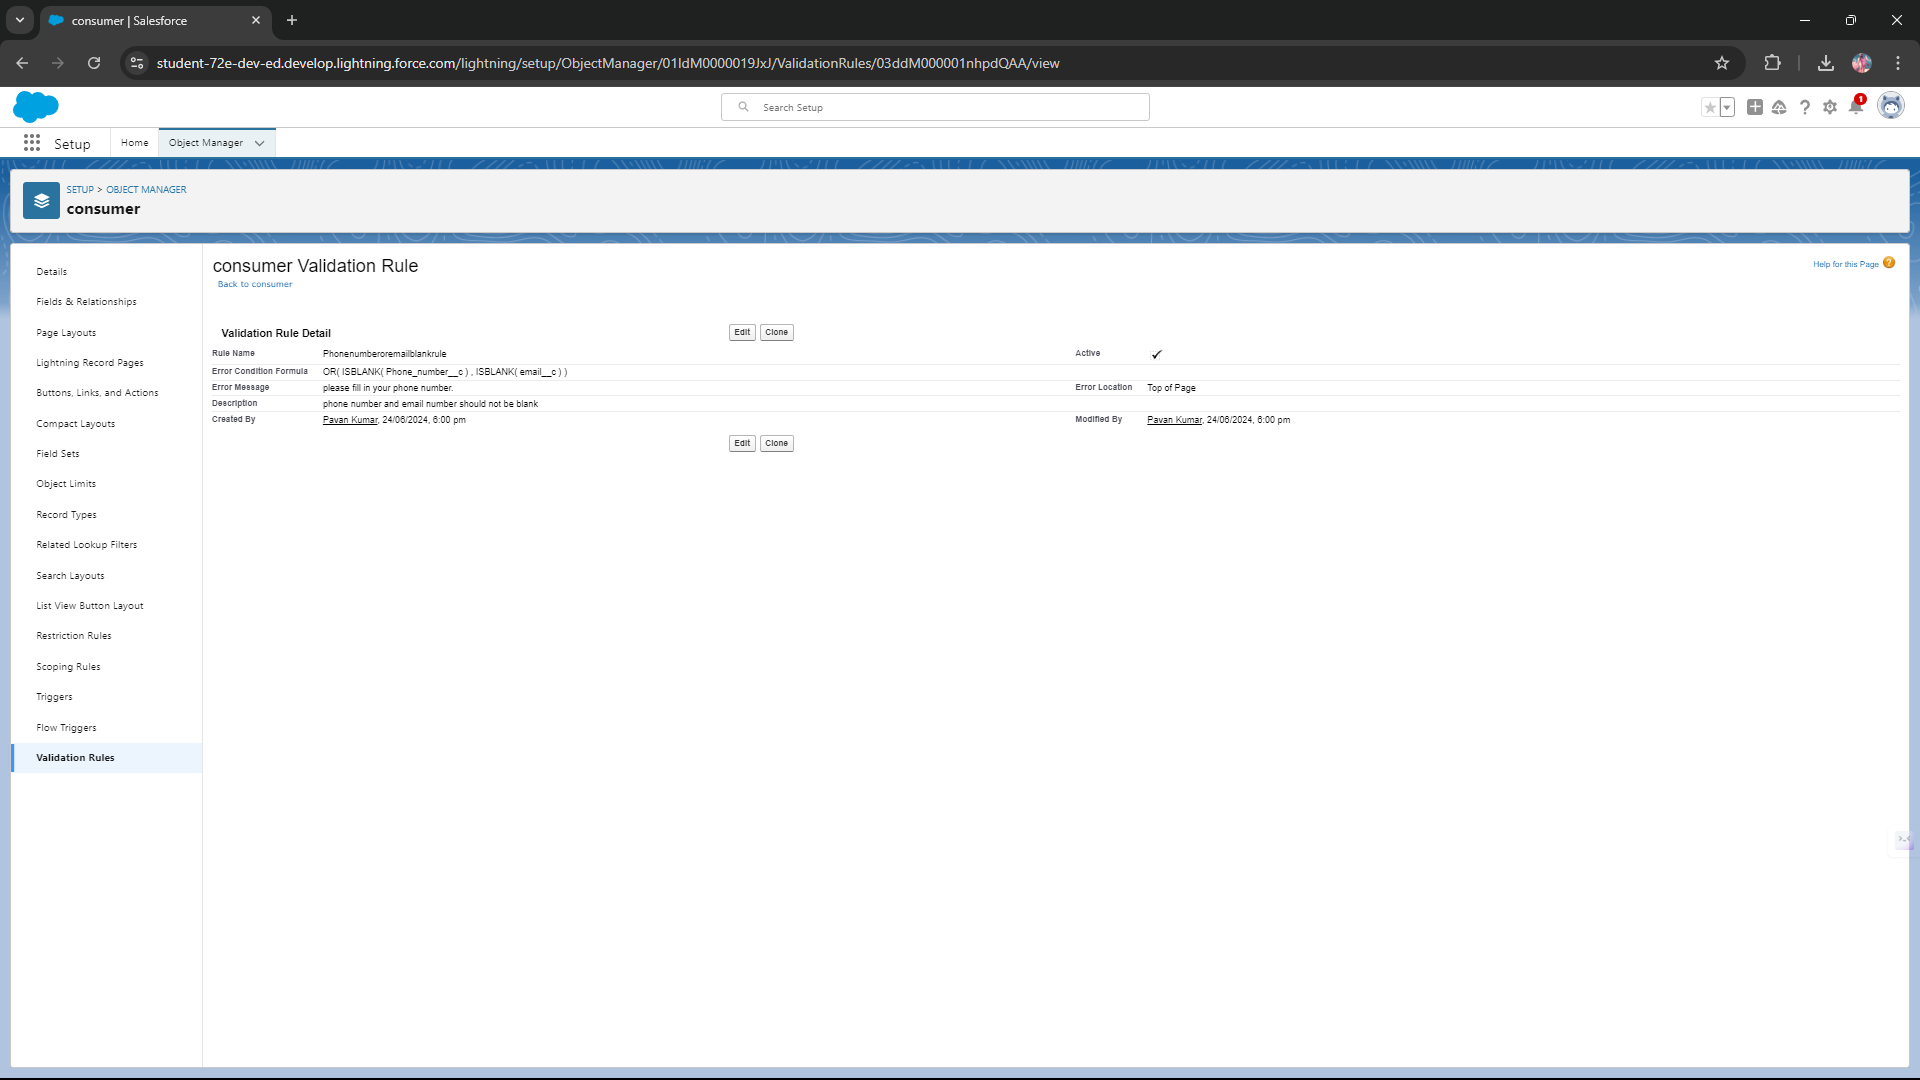 consumer | Salesforce
student-72e-dev-ed.develop.lightning.force.com/lightning/setup/ObjectManager/01IdM0000019JxJ/ValidationRules/03ddM000001nhpdQAA/view
Search Setup
1
Setup
Home
Object Manager
SETUP > OBJECT MANAGER
consumer
Details
Fields & Relationships
Page Layouts
Lightning Record Pages
Buttons, Links, and Actions
Compact Layouts
Field Sets
Object Limits
Record Types
Related Lookup Filters
Search Layouts
List View Button Layout
Restriction Rules
Scoping Rules
Triggers
Flow Triggers
Validation Rules
consumer Validation Rule
Back to consumer
Help for this Page
Validation Rule Detail
Edit Clone
Rule Name Phonenumberoremailblankrule Active
Error Condition Formula OR( ISBLANK( Phone_number__c ) , ISBLANK( email__c ) )
Error Message please fill in your phone number. Error Location Top of Page
Description phone number and email number should not be blank
Created By Pavan Kumar, 24/06/2024, 6:00 pm Modified By Pavan Kumar, 24/06/2024, 6:00 pm
Edit Clone